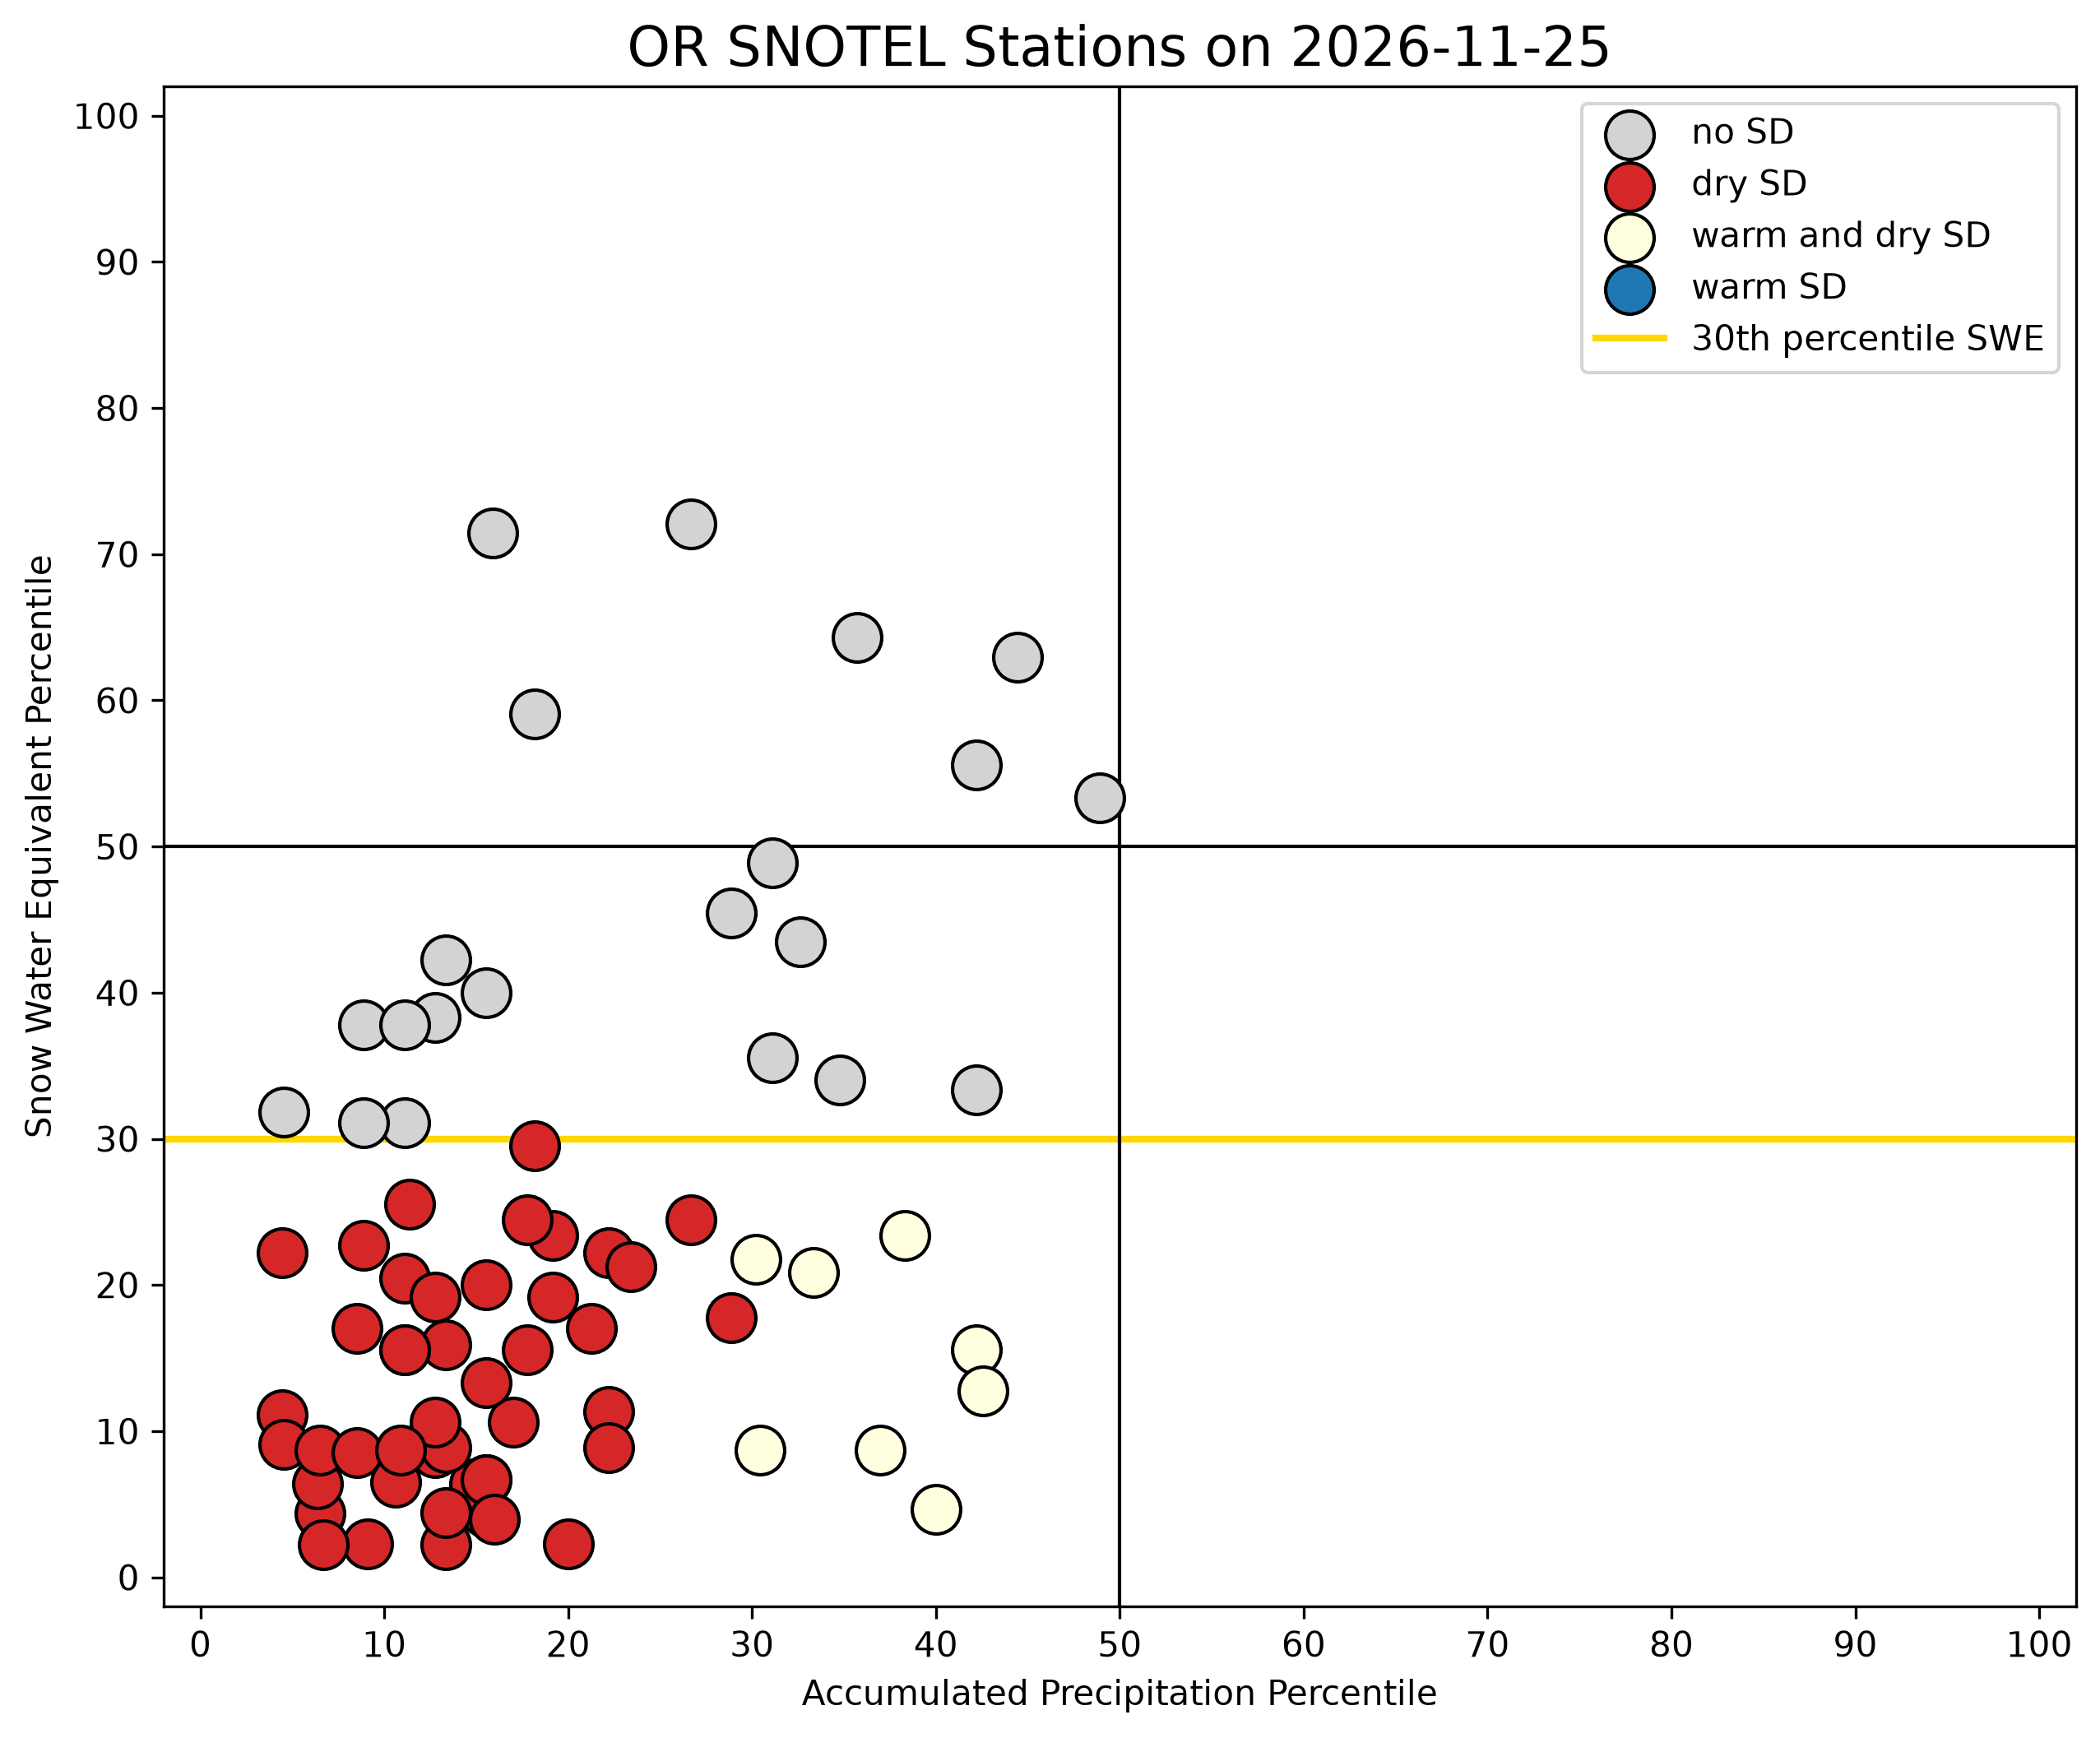 OR SNOTEL Stations on 2026-11-25
no SD
dry SD
warm and dry SD
warm SD
30th percentile SWE
Snow Water Equivalent Percentile
100
90
80
70
60
50
40
30
20
10
0
0 10 20 30 40 50 60 70 80 90 100
Accumulated Precipitation Percentile